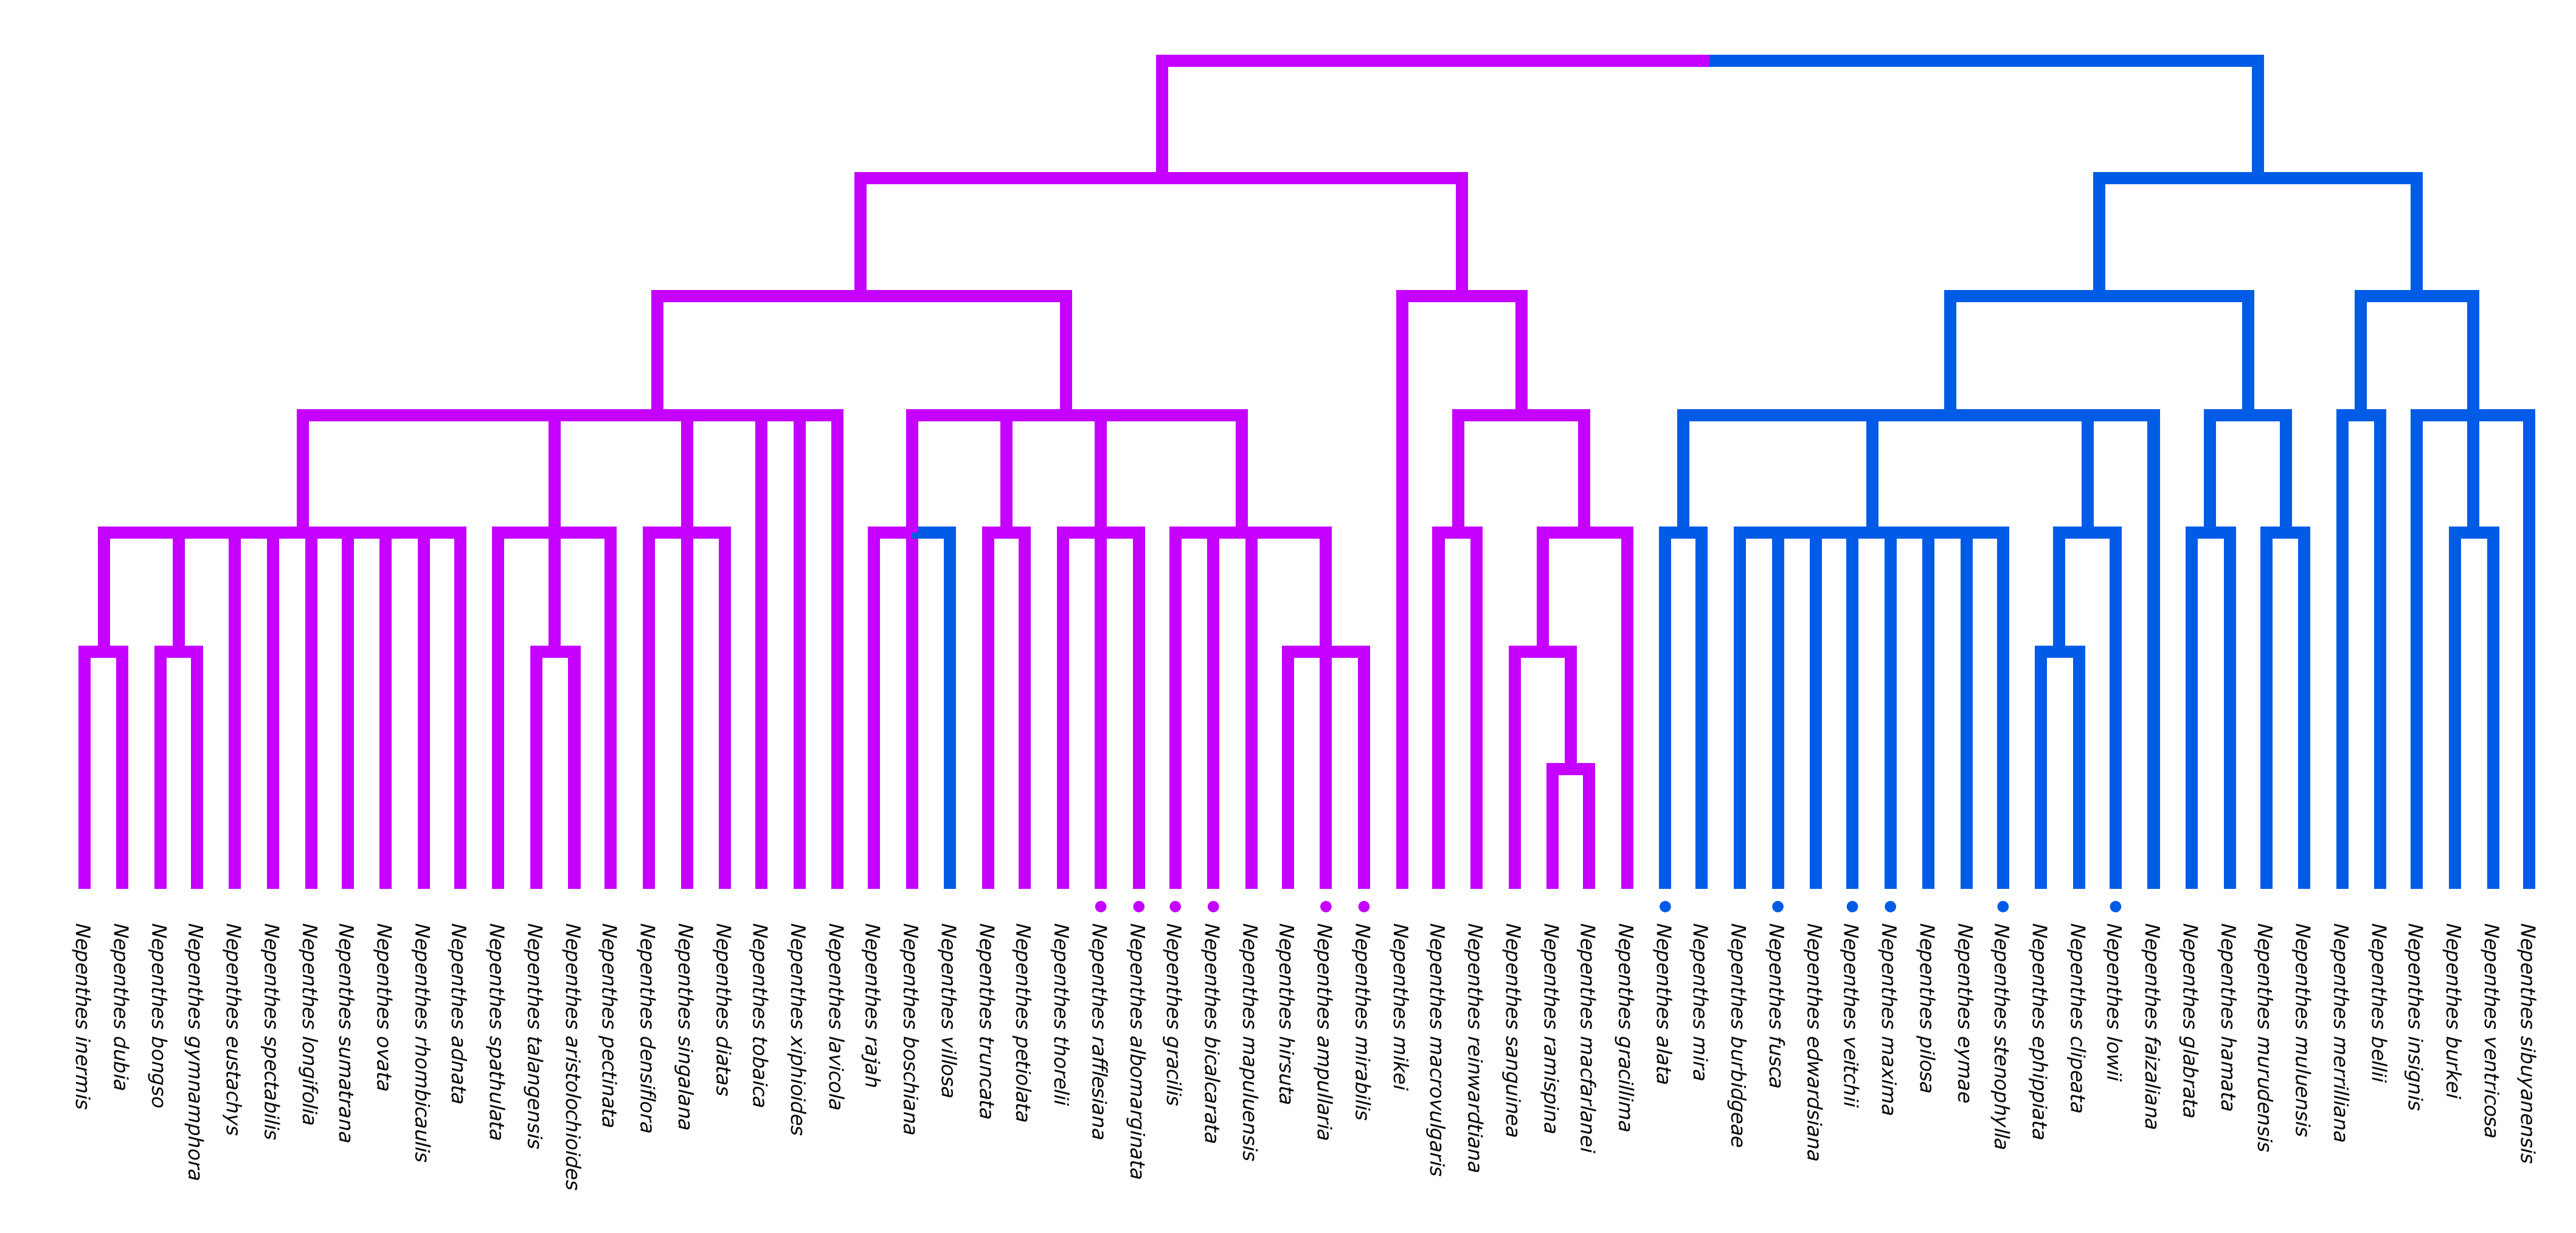 Nepenthes inermis
Nepenthes dubia
Nepenthes bongso
Nepenthes gymnamphora
Nepenthes eustachys
Nepenthes spectabilis
Nepenthes longifolia
Nepenthes sumatrana
Nepenthes ovata
Nepenthes rhombicaulis
Nepenthes adnata
Nepenthes spathulata
Nepenthes talangensis
Nepenthes aristolochioides
Nepenthes pectinata
Nepenthes densiflora
Nepenthes singalana
Nepenthes diatas
Nepenthes tobaica
Nepenthes xiphioides
Nepenthes lavicola
Nepenthes rajah
Nepenthes boschiana
Nepenthes villosa
Nepenthes truncata
Nepenthes petiolata
Nepenthes thorelii
Nepenthes rafflesiana
Nepenthes albomarginata
Nepenthes gracilis
Nepenthes bicalcarata
Nepenthes mapuluensis
Nepenthes hirsuta
Nepenthes ampullaria
Nepenthes mirabilis
Nepenthes mikei
Nepenthes macrovulgaris
Nepenthes reinwardtiana
Nepenthes sanguinea
Nepenthes ramispina
Nepenthes macfarlanei
Nepenthes gracillima
Nepenthes alata
Nepenthes mira
Nepenthes burbidgeae
Nepenthes fusca
Nepenthes edwardsiana
Nepenthes veitchii
Nepenthes maxima
Nepenthes pilosa
Nepenthes eymae
Nepenthes stenophylla
Nepenthes ephippiata
Nepenthes clipeata
Nepenthes lowii
Nepenthes faizaliana
Nepenthes glabrata
Nepenthes hamata
Nepenthes murudensis
Nepenthes muluensis
Nepenthes merrilliana
Nepenthes bellii
Nepenthes insignis
Nepenthes burkei
Nepenthes ventricosa
Nepenthes sibuyanensis